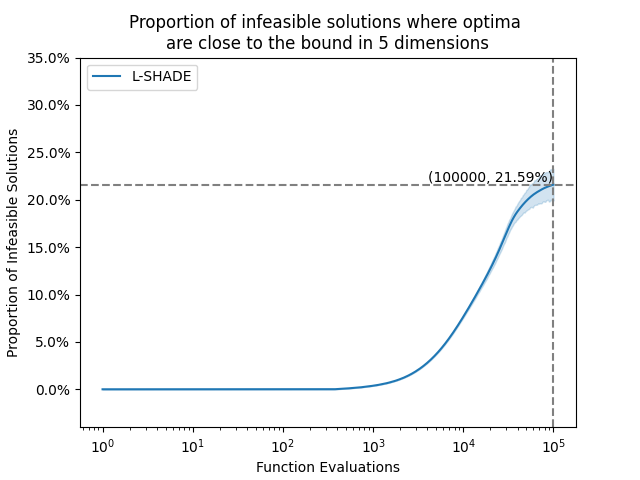 Proportion of infeasible solutions where optima
are close to the bound in 5 dimensions
L-SHADE
(100000, 21.59%)
Proportion of Infeasible Solutions
35.0%
30.0%
25.0%
20.0%
15.0%
10.0%
5.0%
0.0%
10⁰ 10¹ 10² 10³ 10⁴ 10⁵
Function Evaluations